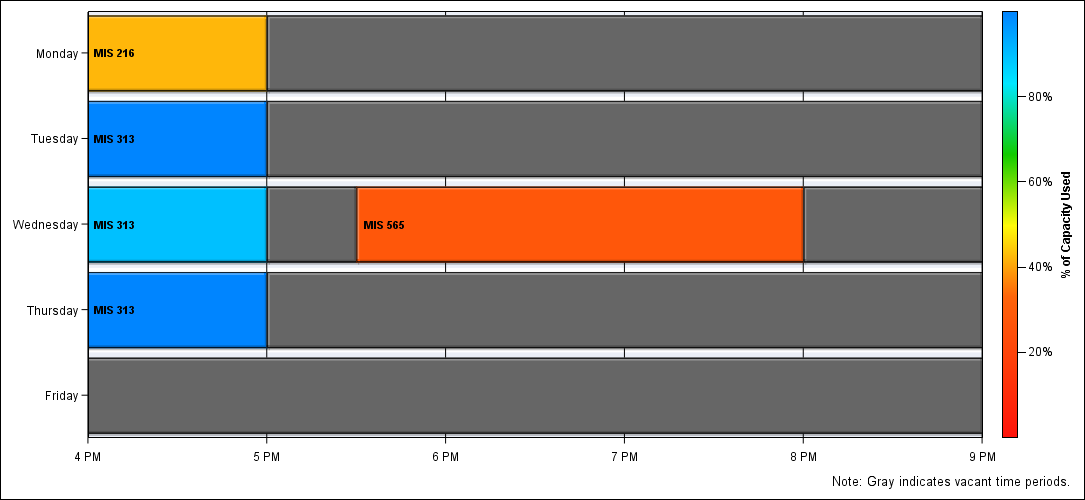 Monday
MIS 216
Tuesday
MIS 313
Wednesday
MIS 313
MIS 565
Thursday
MIS 313
Friday
4 PM
5 PM
6 PM
7 PM
8 PM
9 PM
80%
60%
40%
20%
% of Capacity Used
Note: Gray indicates vacant time periods.